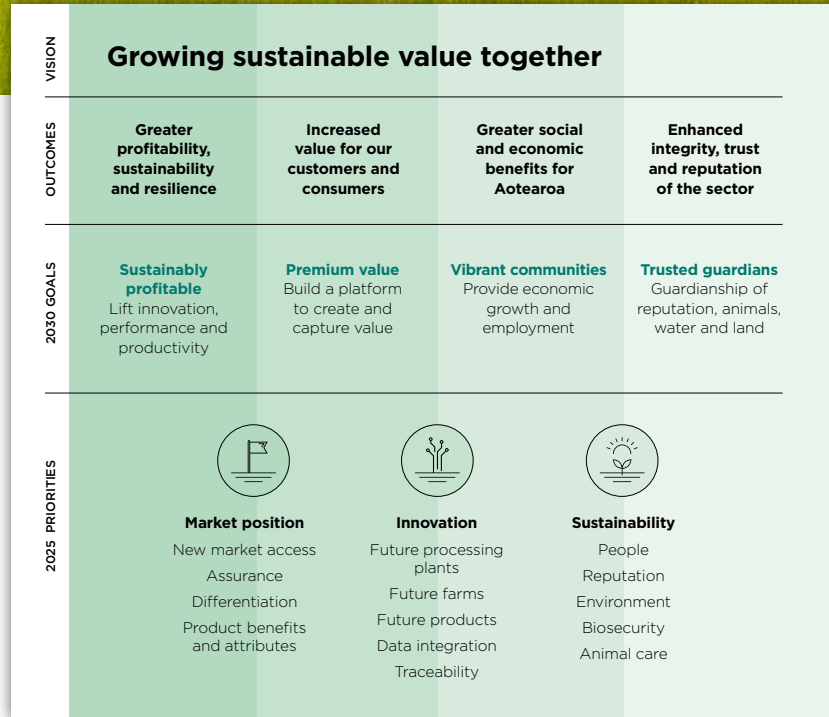 VISION
Growing sustainable value together
OUTCOMES
Greater
profitability,
sustainability
and resilience
Increased
value for our
customers and
consumers
Greater social
and economic
benefits for
Aotearoa
Enhanced
integrity, trust
and reputation
of the sector
2030 GOALS
Sustainably
profitable
Lift innovation,
performance and
productivity
Premium value
Build a platform
to create and
capture value
Vibrant communities
Provide economic
growth and
employment
Trusted guardians
Guardianship of
reputation, animals,
water and land
2025 PRIORITIES
Market position
New market access
Assurance
Differentiation
Product benefits
and attributes
Innovation
Future processing
plants
Future farms
Future products
Data integration
Traceability
Sustainability
People
Reputation
Environment
Biosecurity
Animal care